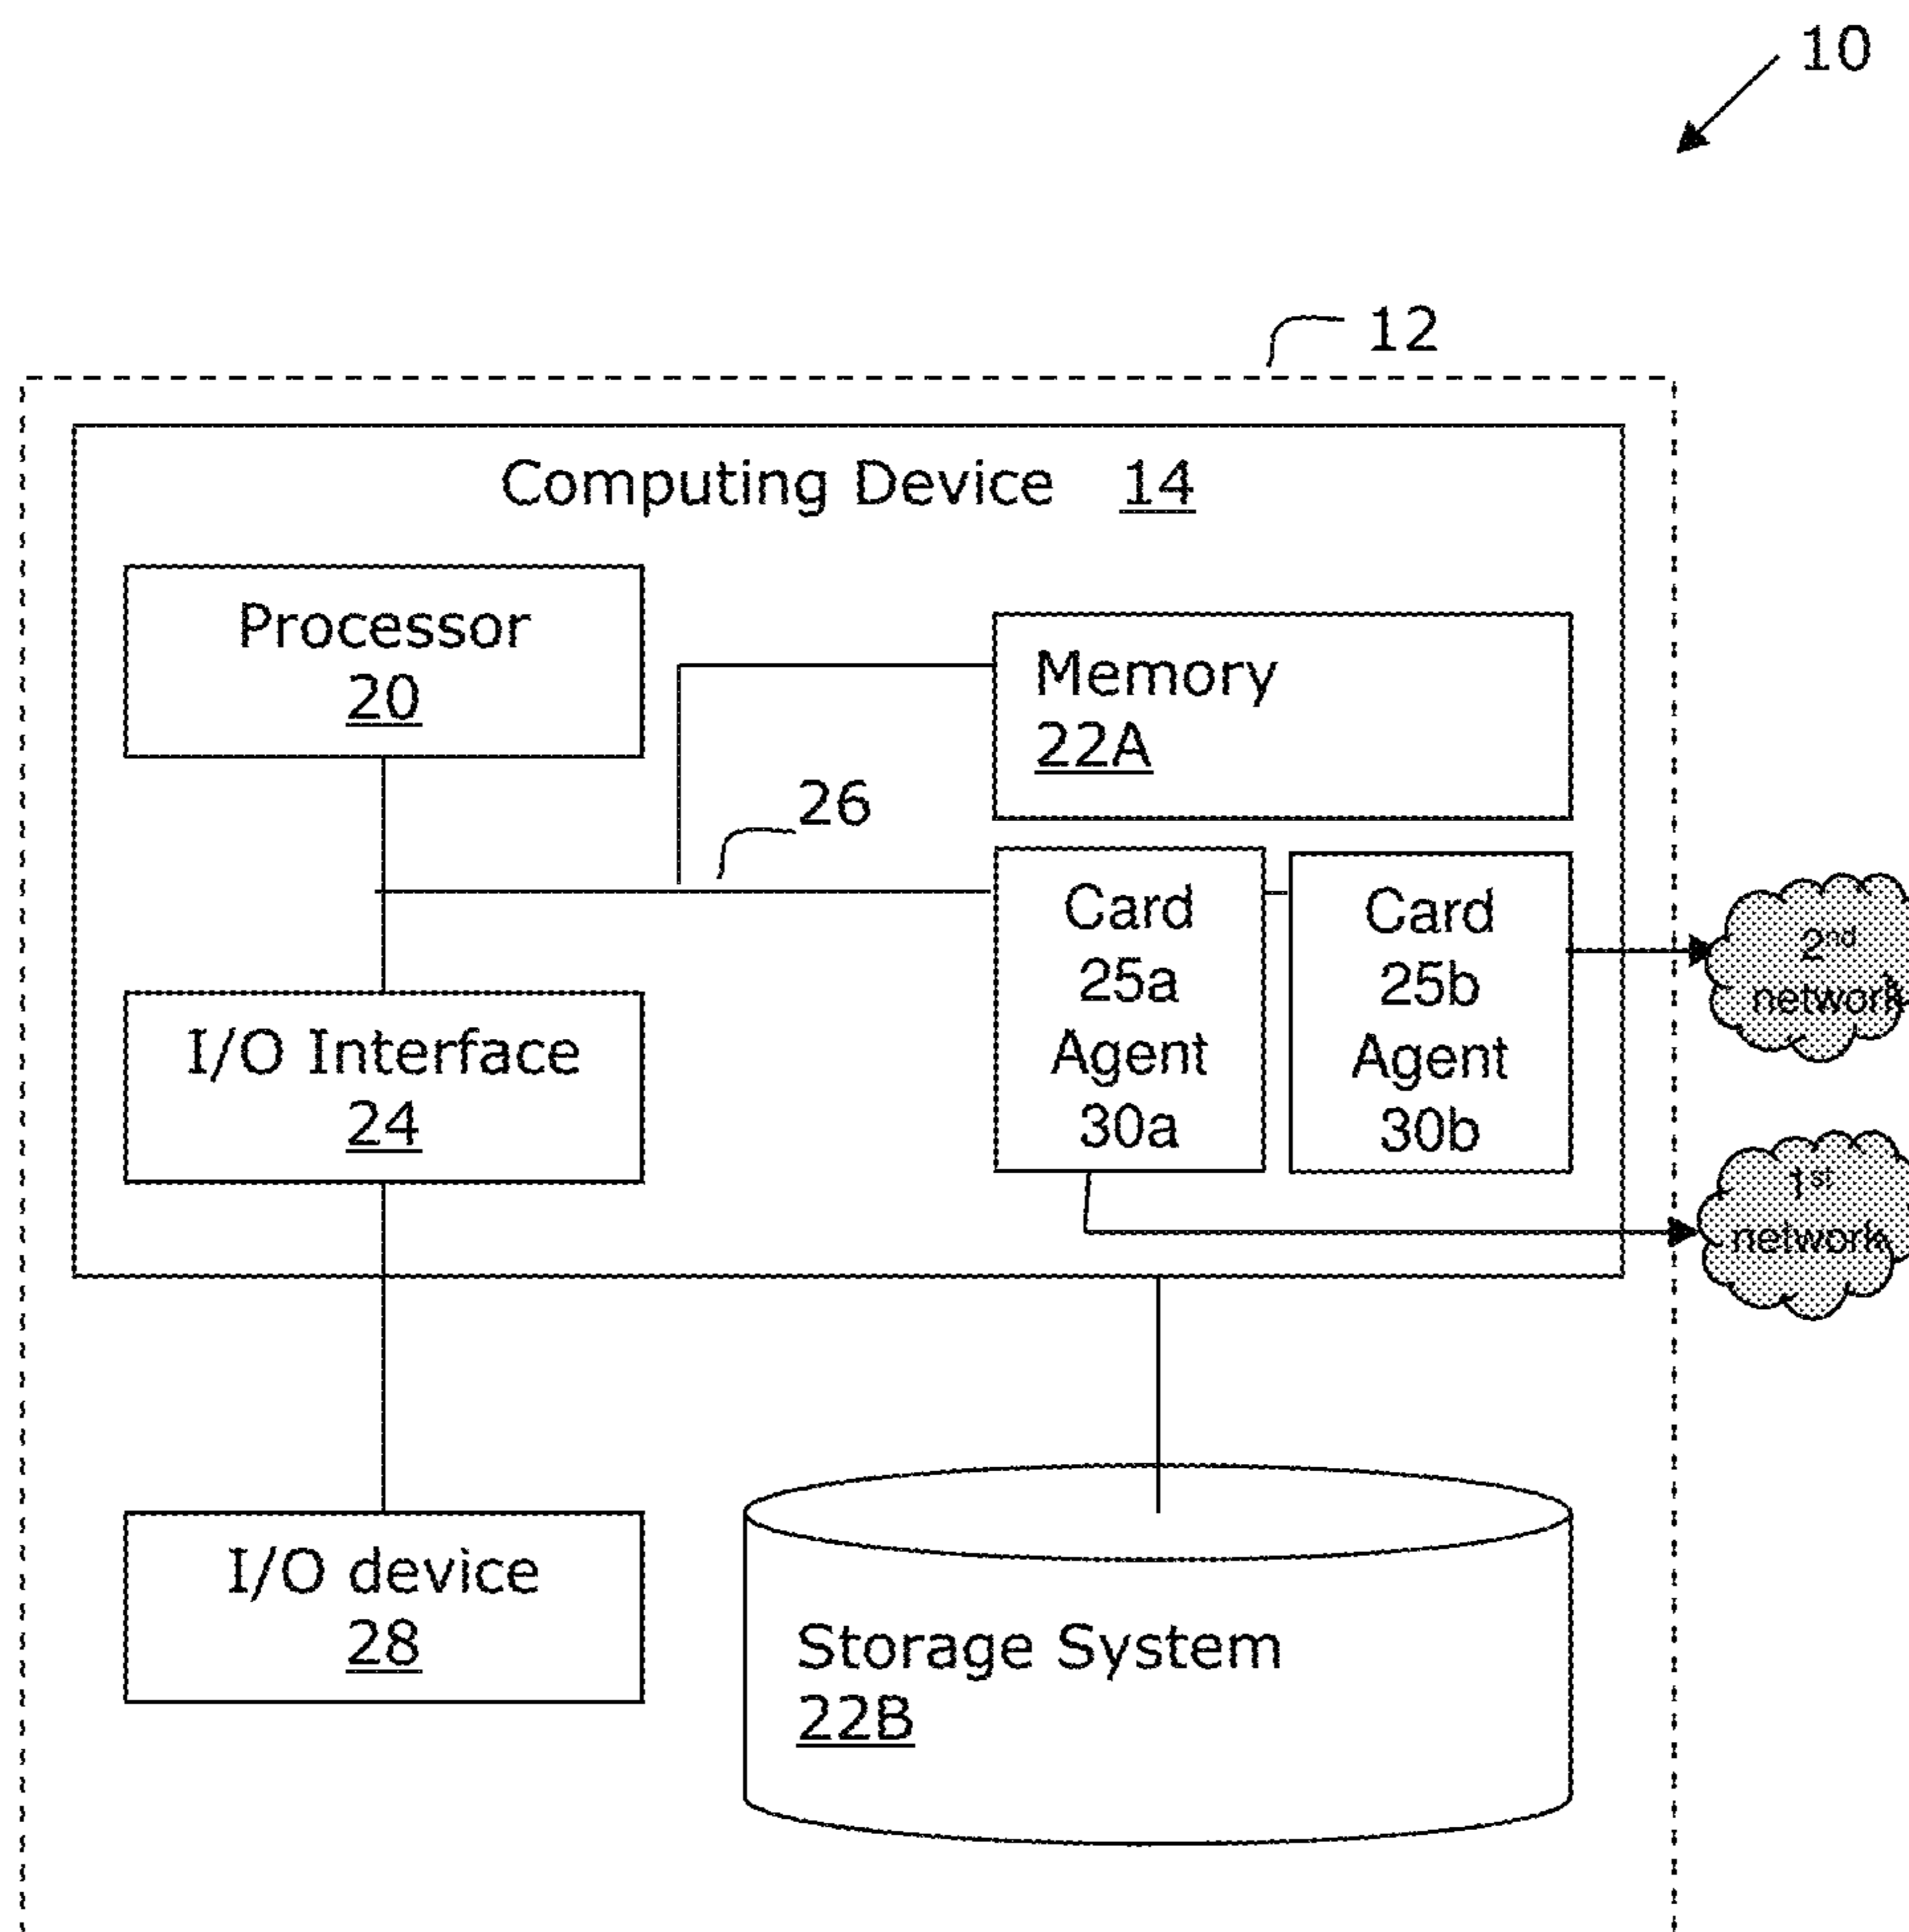 10
12
Computing Device 14
Processor
20
Memory
22A
26
Card
25a
Agent
30a
Card
25b
Agent
30b
2nd
network
I/O Interface
24
1st
network
I/O device
28
Storage System
22B